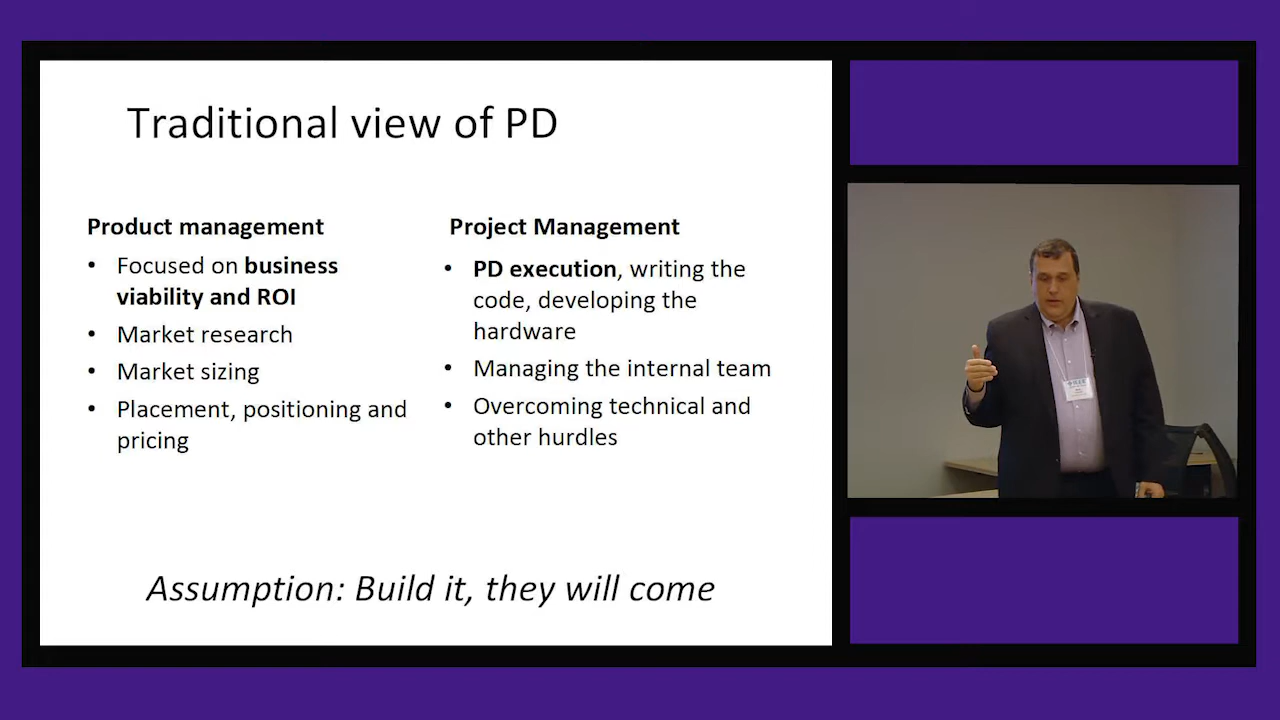 Traditional view of PD
Product management
• Focused on business
viability and ROI
• Market research
• Market sizing
• Placement, positioning and
pricing
Project Management
• PD execution, writing the
code, developing the
hardware
• Managing the internal team
• Overcoming technical and
other hurdles
Assumption: Build it, they will come